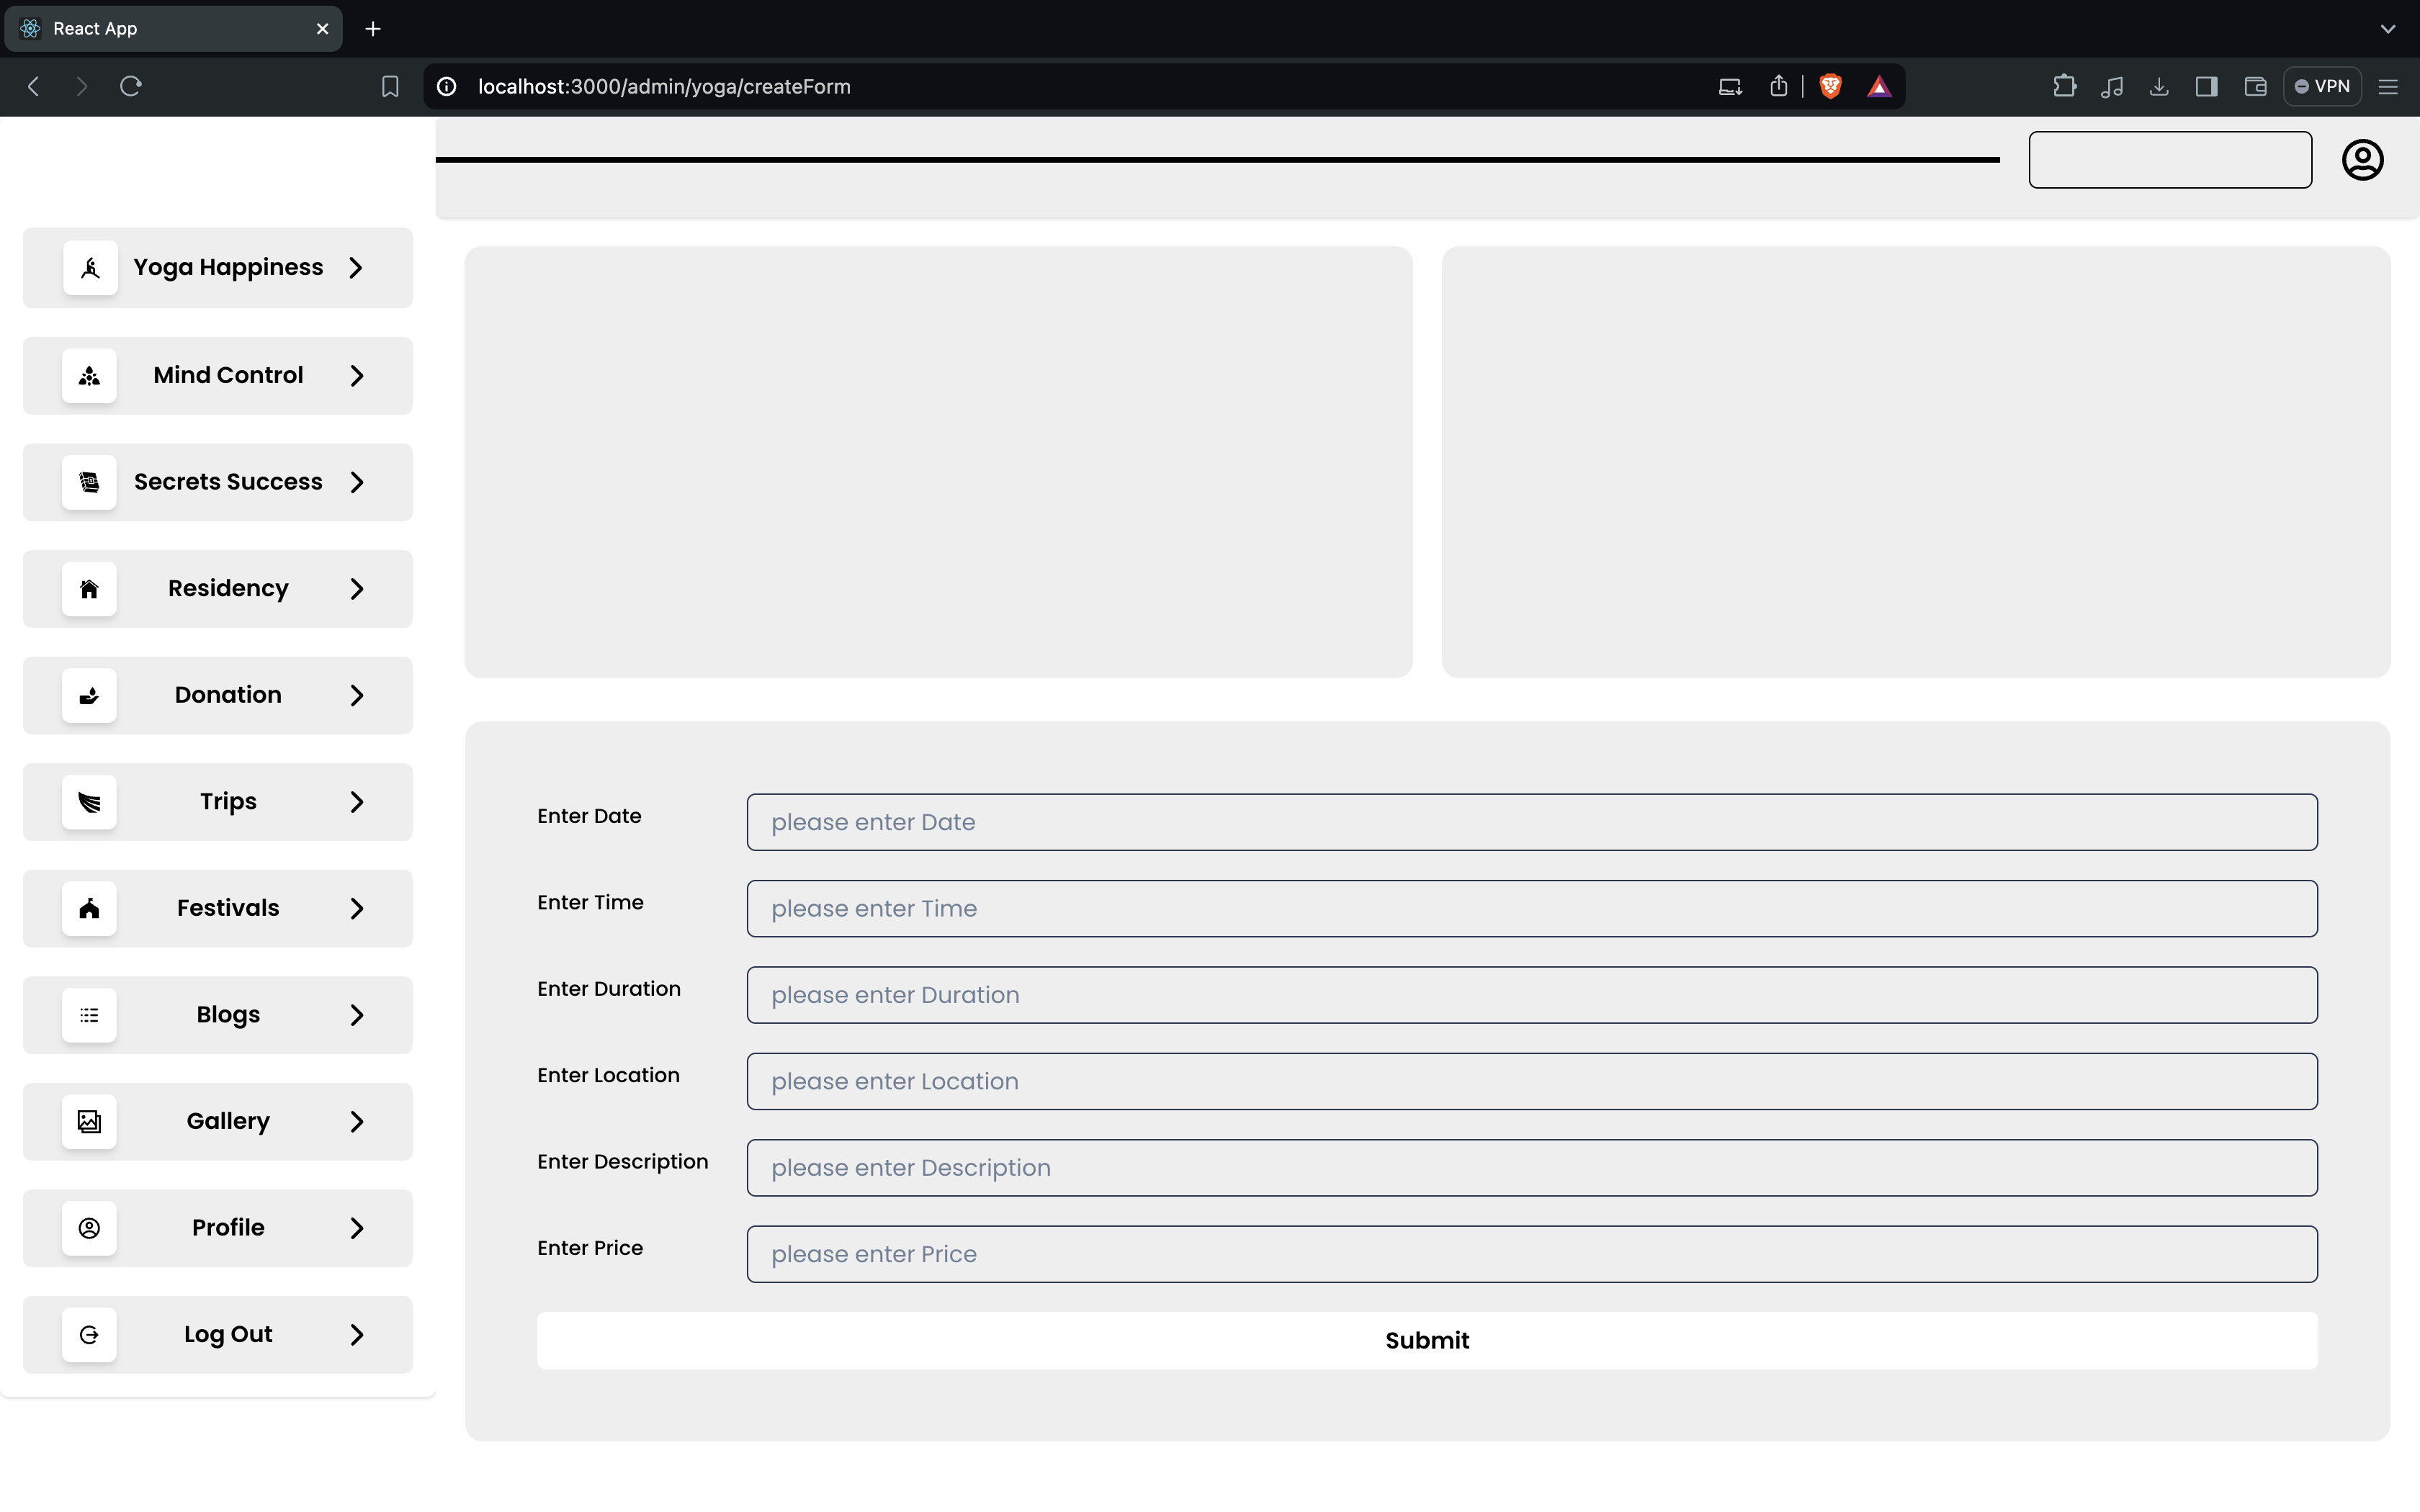 React App
localhost:3000/admin/yoga/createForm
VPN
Yoga Happiness
Mind Control
Secrets Success
Residency
Donation
Trips
Festivals
Blogs
Gallery
Profile
Log Out
Enter Date
please enter Date
Enter Time
please enter Time
Enter Duration
please enter Duration
Enter Location
please enter Location
Enter Description
please enter Description
Enter Price
please enter Price
Submit